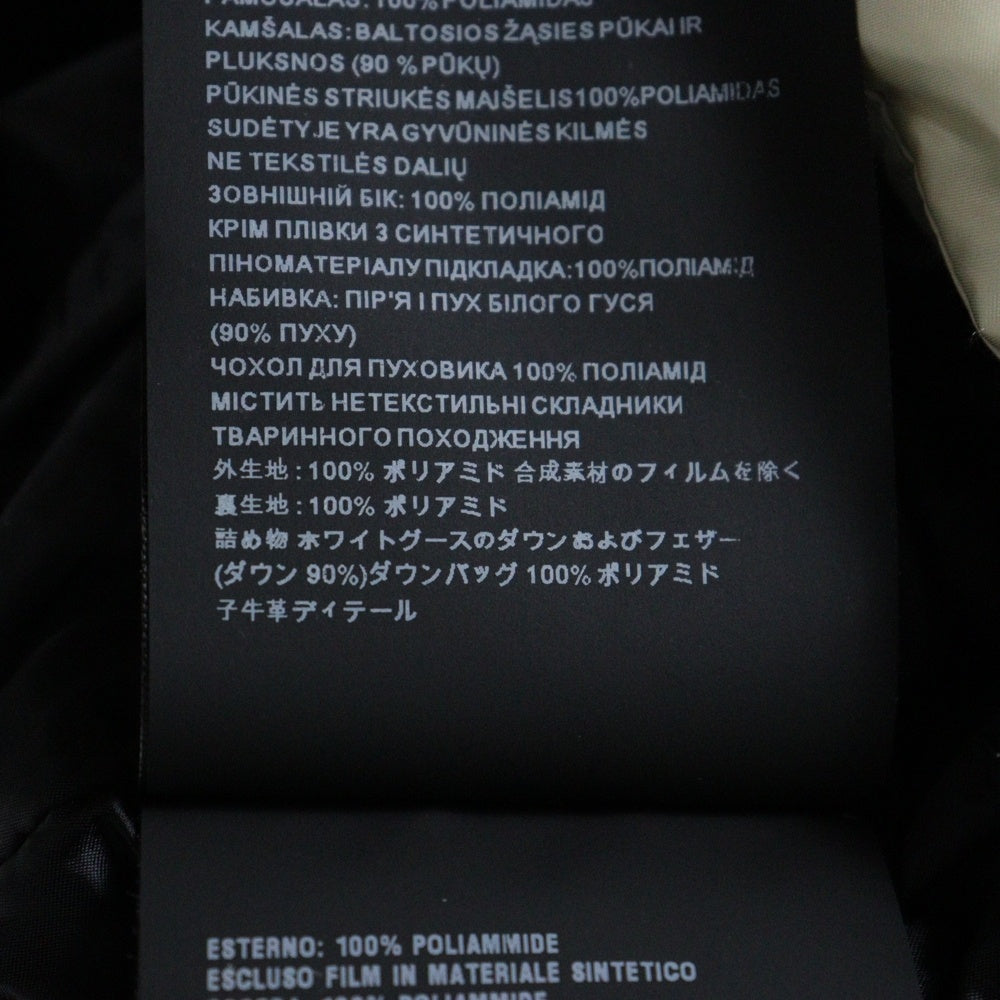 PAMUŠALAS: 100% POLIAMIDAS
KAMŠALAS: BALTOSIOS ŽĄSIES PŪKAI IR
PLUKSNOS (90 % PŪKŲ)
PŪKINĖS STRIUKĖS MAIŠELIS 100% POLIAMIDAS
SUDĖTYJE YRA GYVŪNINĖS KILMĖS
NE TEKSTILĖS DALIŲ
ЗОВНІШНІЙ БІК: 100% ПОЛІАМІД
КРІМ ПЛІВКИ З СИНТЕТИЧНОГО
ПІНОМАТЕРІАЛУ ПІДКЛАДКА: 100% ПОЛІАМІД
НАБИВКА: ПІР'Я І ПУХ БІЛОГО ГУСЯ
(90% ПУХУ)
ЧОХОЛ ДЛЯ ПУХОВИКА 100% ПОЛІАМІД
МІСТИТЬ НЕТЕКСТИЛЬНІ СКЛАДНИКИ
ТВАРИННОГО ПОХОДЖЕННЯ
外生地 : 100% ポリアミド 合成素材のフィルムを除く
裏生地 : 100% ポリアミド
詰め物 ホワイトグースのダウンおよびフェザー
(ダウン 90%)ダウンバッグ 100% ポリアミド
子牛革ディテール
ESTERNO: 100% POLIAMMIDE
ESCLUSO FILM IN MATERIALE SINTETICO